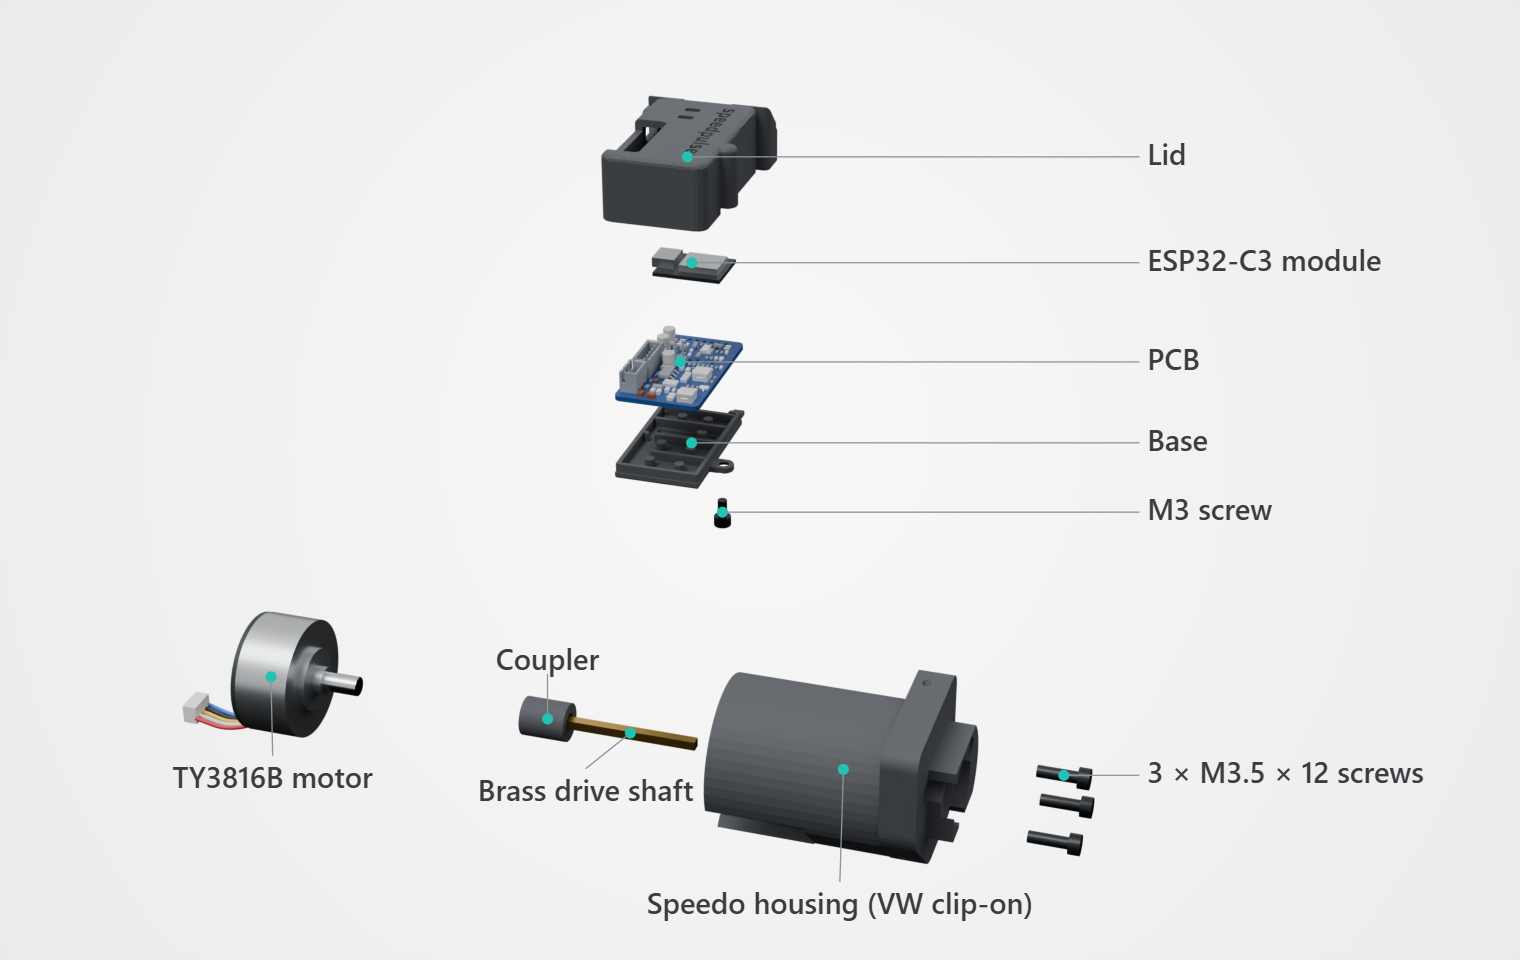 speedpulse
Lid
ESP32-C3 module
PCB
Base
M3 screw
Coupler
TY3816B motor
Brass drive shaft
3 × M3.5 × 12 screws
Speedo housing (VW clip-on)